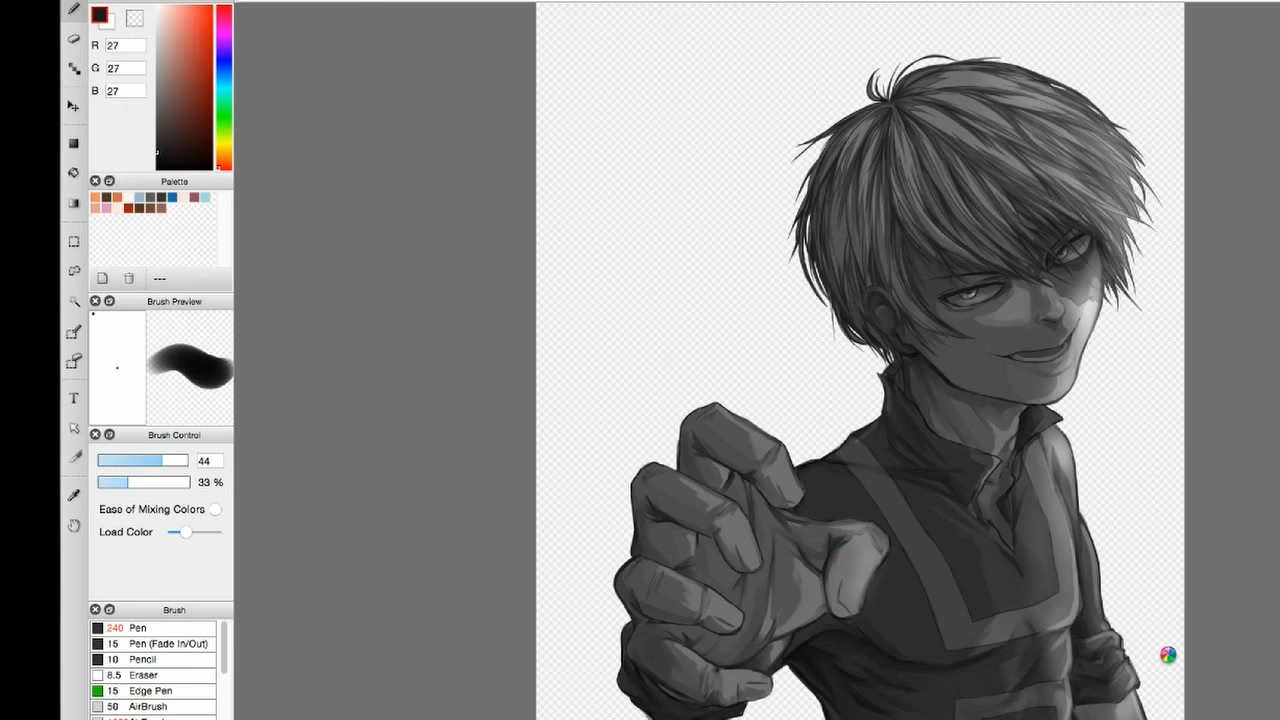 R 27
G 27
B 27
Palette
---
Brush Preview
Brush Control
44
33 %
Ease of Mixing Colors
Load Color
Brush
240 Pen
15 Pen (Fade In/Out)
10 Pencil
8.5 Eraser
15 Edge Pen
50 AirBrush
T